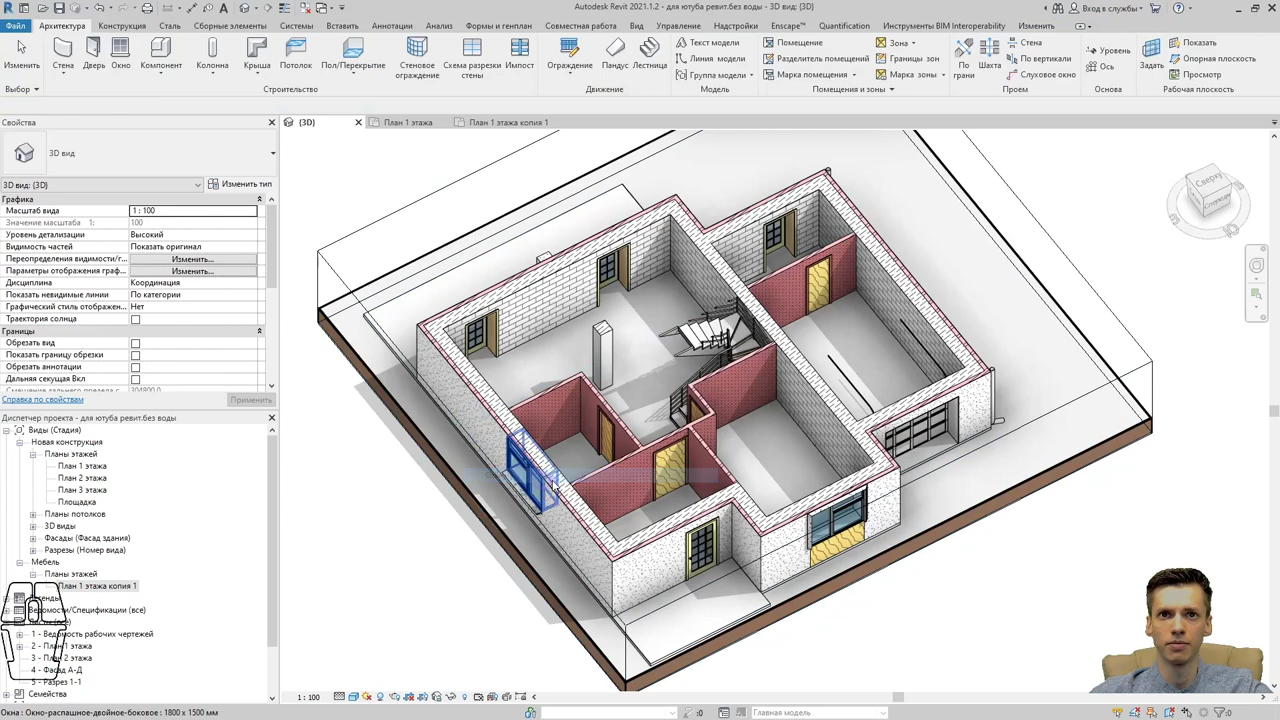 Autodesk Revit 2021.1.2 - для ютуба ревит.без воды - 3D вид: {3D}
Вход в службы
Файл Архитектура Конструкция Сталь Сборные элементы Системы Вставить Аннотации Анализ Формы и генплан Совместная работа Вид Управление Надстройки Enscape™ Quantification Инструменты BIM Interoperability Изменить
Изменить Стена Дверь Окно Компонент Колонна Крыша Потолок Пол/Перекрытие Стеновое ограждение Схема разрезки стены Импост Ограждение Пандус Лестница
Текст модели
Линия модели
Группа модели
Помещение
Разделитель помещений
Марка помещения
Зона
Границы зон
Марка зоны
По грани Шахта
Стена
По вертикали
Слуховое окно
Уровень
Ось
Задать
Показать
Опорная плоскость
Просмотр
Выбор Строительство Движение Модель Помещения и зоны Проем Основа Рабочая плоскость
Свойства
{3D} План 1 этажа План 1 этажа копия 1
3D вид
3D вид: {3D} Изменить тип
Графика
Масштаб вида 1 : 100
Значение масштаба 1: 100
Уровень детализации Высокий
Видимость частей Показать оригинал
Переопределения видимости/г... Изменить...
Параметры отображения граф... Изменить...
Дисциплина Координация
Показать невидимые линии По категории
Графический стиль отображен... Нет
Траектория солнца
Границы
Обрезать вид
Показать границу обрезки
Обрезать аннотации
Дальняя секущая Вкл
Смещение дальнего предела с... 304800.0
Справка по свойствам Применить
Диспетчер проекта - для ютуба ревит.без воды
Виды (Стадия)
Новая конструкция
Планы этажей
План 1 этажа
План 2 этажа
План 3 этажа
Площадка
Планы потолков
3D виды
Фасады (Фасад здания)
Разрезы (Номер вида)
Мебель
Планы этажей
План 1 этажа копия 1
Ведомости/Спецификации (все)
1 - Ведомость рабочих чертежей
2 - План 1 этажа
3 - План 2 этажа
4 - Фасад А-Д
5 - Разрез 1-1
Семейства
Сверху
Спереди
1 : 100
Окна : Окно-распашное-двойное-боковое : 1800 x 1500 мм
:0
Главная модель
:0